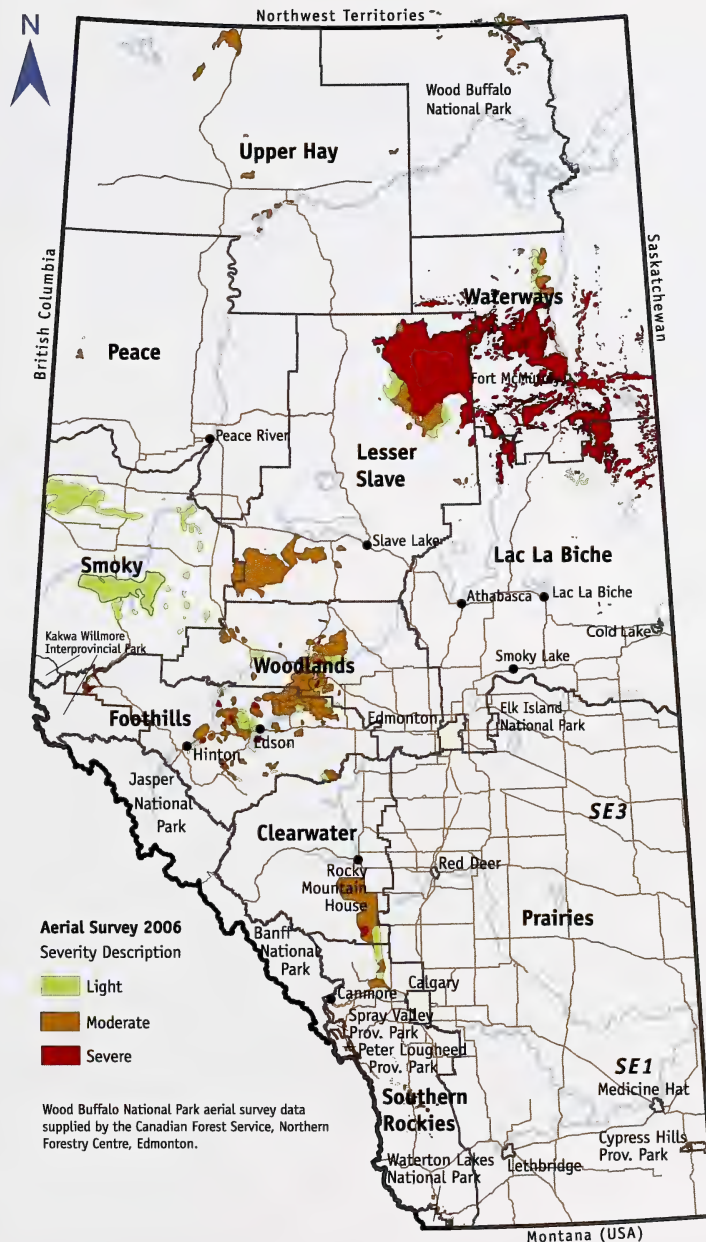 N
Northwest Territories
Wood Buffalo
National Park
Upper Hay
British Columbia
Saskatchewan
Waterways
Peace
Fort McMurray
Peace River
Lesser
Slave
Slave Lake
Lac La Biche
Smoky
Athabasca
Lac La Biche
Cold Lake
Kakwa Willmore
Interprovincial Park
Woodlands
Smoky Lake
Foothills
Edmonton
Elk Island
National Park
Edson
Hinton
Jasper
National
Park
SE3
Clearwater
Rocky
Mountain
House
Red Deer
Prairies
Aerial Survey 2006
Severity Description
Light
Moderate
Severe
Banff
National
Park
Canmore
Calgary
Spray Valley
Prov. Park
Peter Lougheed
Prov. Park
SE1
Medicine Hat
Southern
Rockies
Wood Buffalo National Park aerial survey data
supplied by the Canadian Forest Service, Northern
Forestry Centre, Edmonton.
Cypress Hills
Prov. Park
Waterton Lakes
National Park
Lethbridge
Montana (USA)